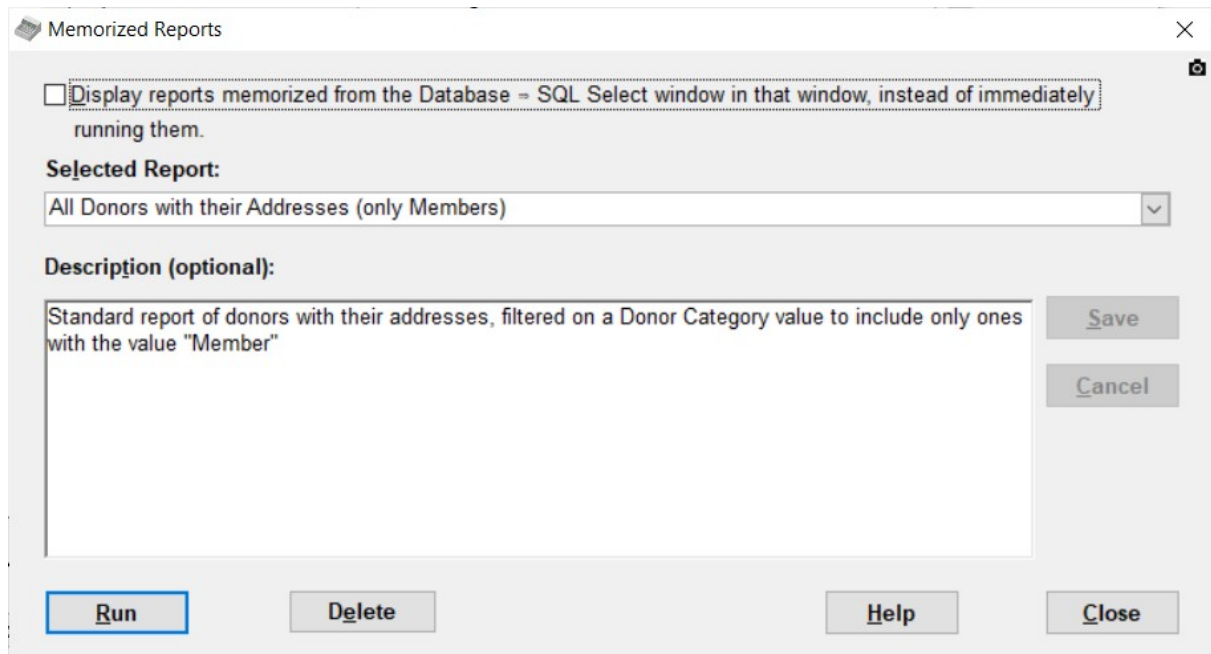 Memorized Reports
Display reports memorized from the Database ⇒ SQL Select window in that window, instead of immediately
running them.
Selected Report:
All Donors with their Addresses (only Members)
Description (optional):
Standard report of donors with their addresses, filtered on a Donor Category value to include only ones
with the value "Member"
Save
Cancel
Run
Delete
Help
Close